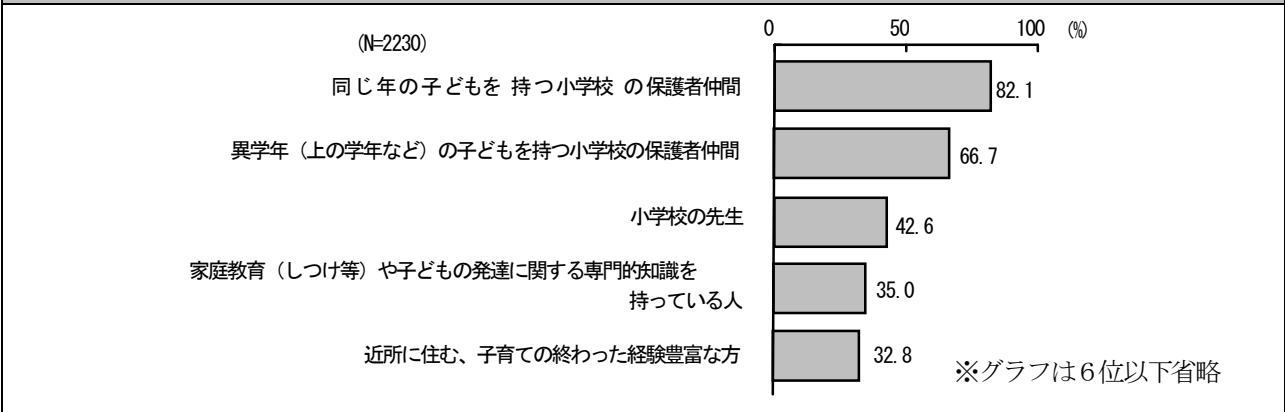 0 50 100 (%)
(N=2230)
同じ年の子どもを 持つ小学校 の保護者仲間 82.1
異学年（上の学年など）の子どもを持つ小学校の保護者仲間 66.7
小学校の先生 42.6
家庭教育（しつけ等）や子どもの発達に関する専門的知識を
持っている人 35.0
近所に住む、子育ての終わった経験豊富な方 32.8
※グラフは６位以下省略